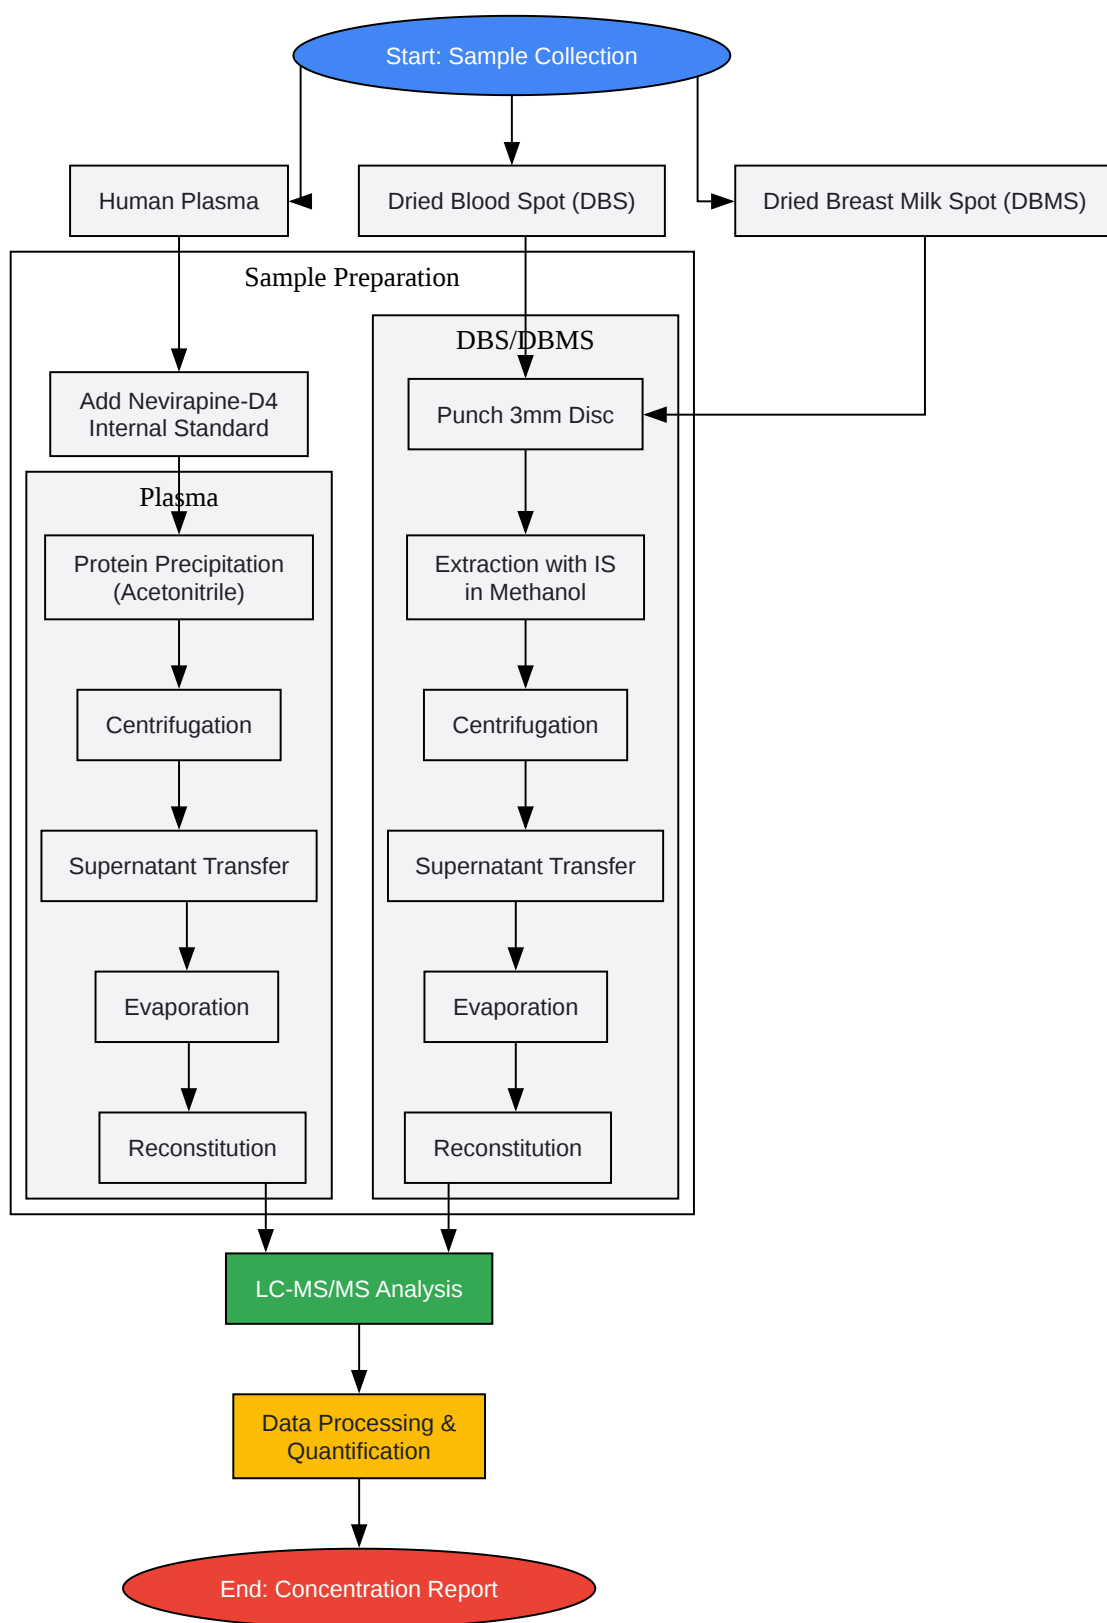 Start: Sample Collection
Human Plasma
Dried Blood Spot (DBS)
Dried Breast Milk Spot (DBMS)
Sample Preparation
Add Nevirapine-D4
Internal Standard
Plasma
Protein Precipitation
(Acetonitrile)
Centrifugation
Supernatant Transfer
Evaporation
Reconstitution
DBS/DBMS
Punch 3mm Disc
Extraction with IS
in Methanol
Centrifugation
Supernatant Transfer
Evaporation
Reconstitution
LC-MS/MS Analysis
Data Processing &
Quantification
End: Concentration Report